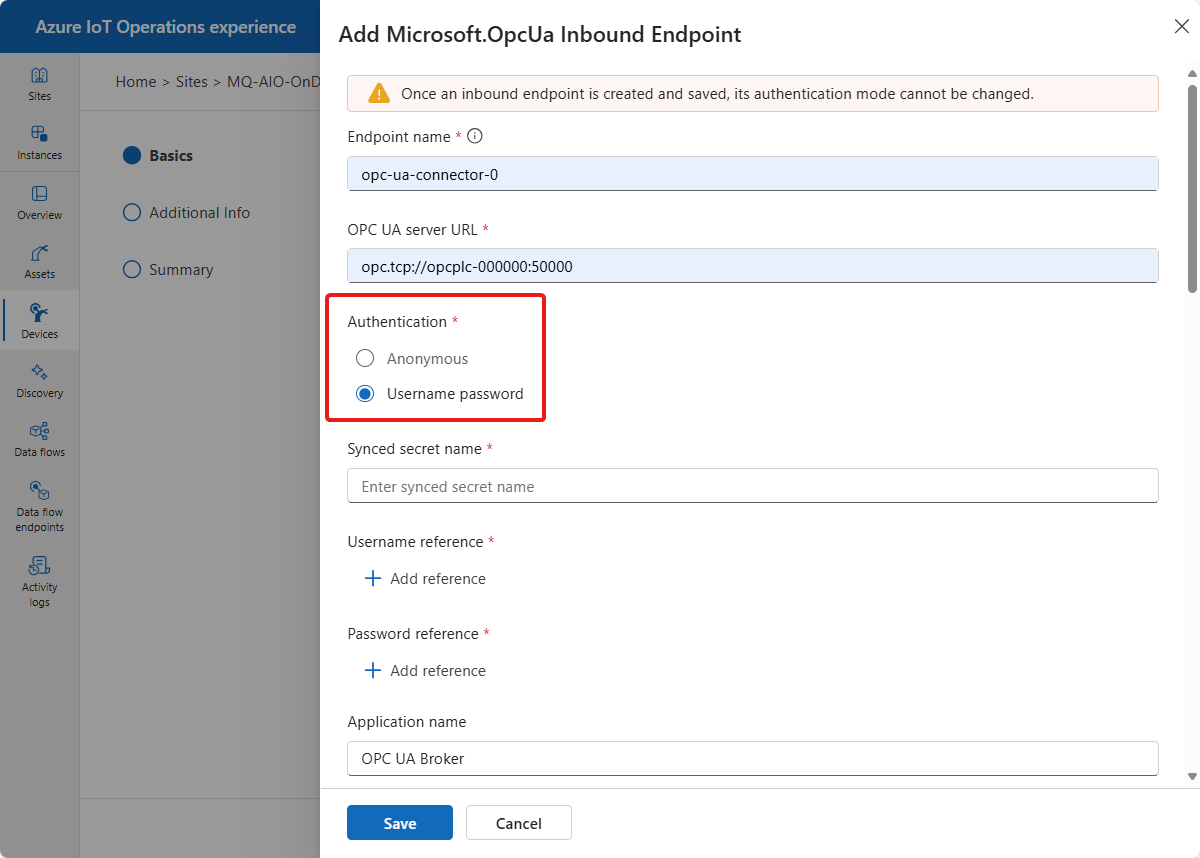 Azure IoT Operations experience
Sites
Instances
Overview
Assets
Devices
Discovery
Data flows
Data flow
endpoints
Activity
logs
Home > Sites > MQ-AIO-OnD
Basics
Additional Info
Summary
Add Microsoft.OpcUa Inbound Endpoint
Once an inbound endpoint is created and saved, its authentication mode cannot be changed.
Endpoint name *
opc-ua-connector-0
OPC UA server URL *
opc.tcp://opcplc-000000:50000
Authentication *
Anonymous
Username password
Synced secret name *
Enter synced secret name
Username reference *
Add reference
Password reference *
Add reference
Application name
OPC UA Broker
Save
Cancel